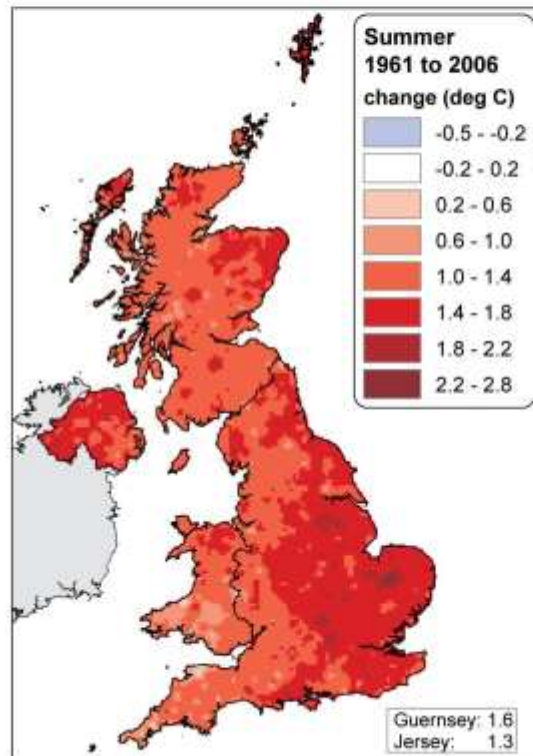 Summer
1961 to 2006
change (deg C)
-0.5 - -0.2
-0.2 - 0.2
0.2 - 0.6
0.6 - 1.0
1.0 - 1.4
1.4 - 1.8
1.8 - 2.2
2.2 - 2.8
Guernsey: 1.6
Jersey: 1.3